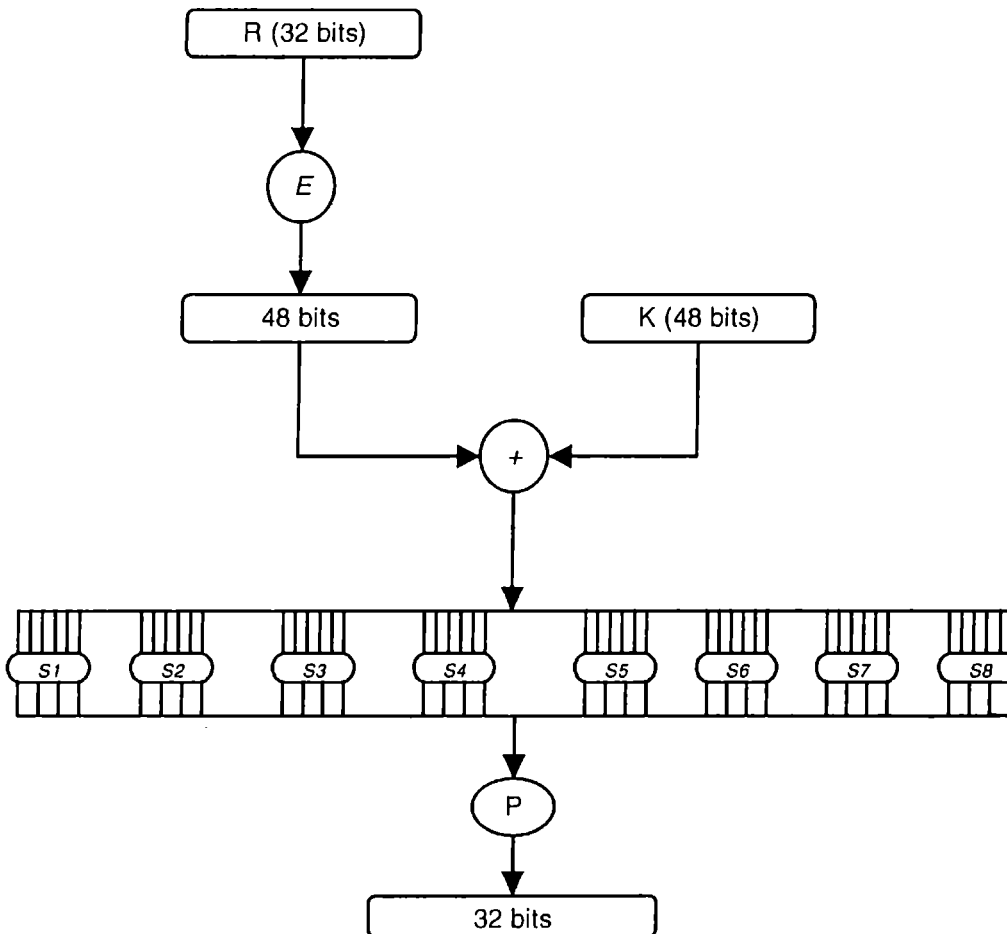 R (32 bits)
E
48 bits
K (48 bits)
+
S1 S2 S3 S4 S5 S6 S7 S8
P
32 bits